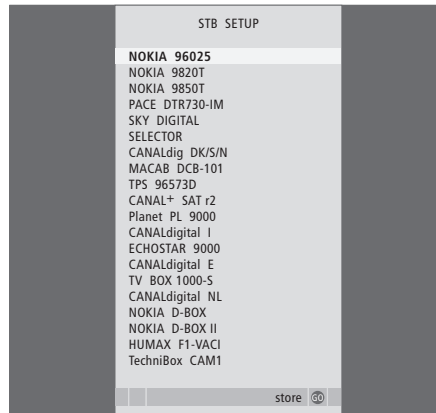 STB SETUP
NOKIA 96025
NOKIA 9820T
NOKIA 9850T
PACE DTR730-IM
SKY DIGITAL
SELECTOR
CANALdig DK/S/N
MACAB DCB-101
TPS 96573D
CANAL+ SAT r2
Planet PL 9000
CANALdigital I
ECHOSTAR 9000
CANALdigital E
TV BOX 1000-S
CANALdigital NL
NOKIA D-BOX
NOKIA D-BOX II
HUMAX F1-VACI
TechniBox CAM1
store GO